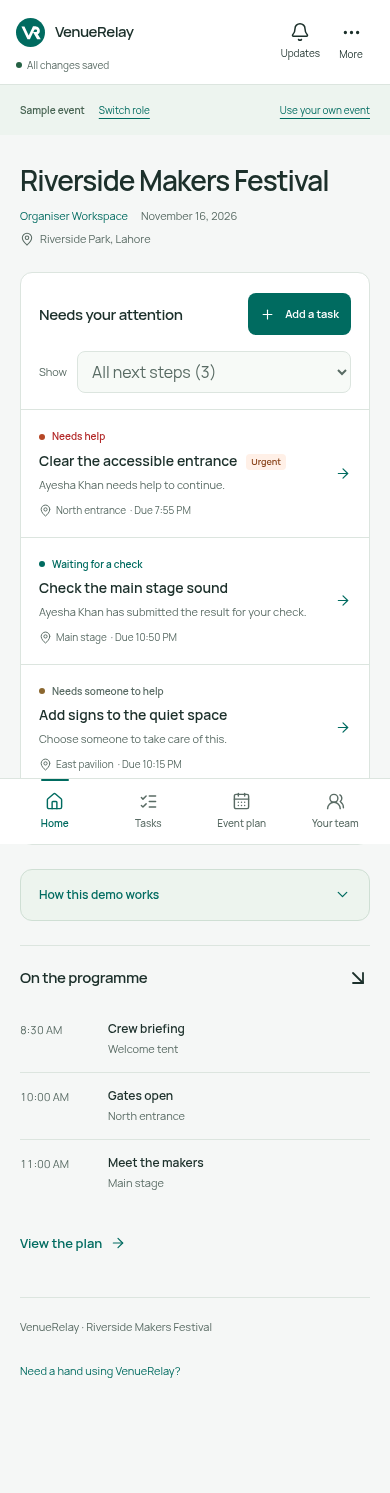 VR VenueRelay
Updates
More
All changes saved
Sample event Switch role Use your own event
Riverside Makers Festival
Organiser Workspace November 16, 2026
Riverside Park, Lahore
Needs your attention
+ Add a task
Show All next steps (3)
Needs help
Clear the accessible entrance Urgent
Ayesha Khan needs help to continue.
North entrance · Due 7:55 PM
Waiting for a check
Check the main stage sound
Ayesha Khan has submitted the result for your check.
Main stage · Due 10:50 PM
Needs someone to help
Add signs to the quiet space
Choose someone to take care of this.
East pavilion · Due 10:15 PM
Home Tasks Event plan Your team
How this demo works
On the programme
8:30 AM Crew briefing
Welcome tent
10:00 AM Gates open
North entrance
11:00 AM Meet the makers
Main stage
View the plan
VenueRelay · Riverside Makers Festival
Need a hand using VenueRelay?